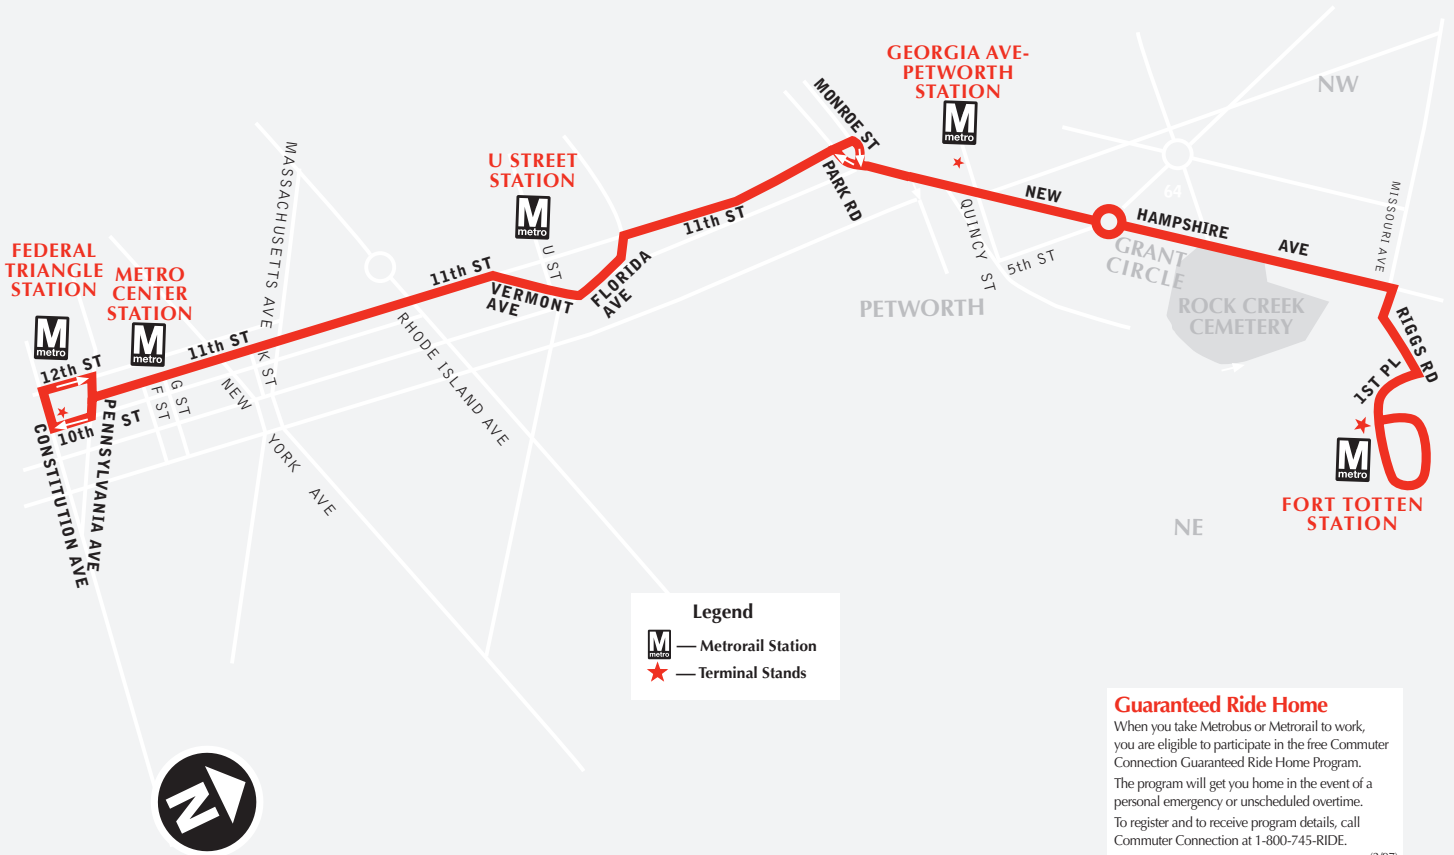 GEORGIA AVE-
PETWORTH
STATION
M
metro
NW
MONROE ST
PARK RD
MASSACHUSETTS AVE
U STREET
STATION
M
metro
U ST
11th ST
NEW
HAMPSHIRE
AVE
64
MISSOURI AVE
QUINCY ST
5th ST
GRANT
CIRCLE
ROCK CREEK
CEMETERY
PETWORTH
FEDERAL
TRIANGLE
STATION
M
metro
METRO
CENTER
STATION
M
metro
11th ST
VERMONT
AVE
FLORIDA
AVE
RIGGS RD
1ST PL
12th ST
11th ST
K ST
RHODE ISLAND AVE
G ST
F ST
NEW
YORK AVE
10th ST
PENNSYLVANIA AVE
CONSTITUTION AVE
M
metro
FORT TOTTEN
STATION
NE
Legend
M
metro
— Metrorail Station
— Terminal Stands
N
Guaranteed Ride Home
When you take Metrobus or Metrorail to work,
you are eligible to participate in the free Commuter
Connection Guaranteed Ride Home Program.
The program will get you home in the event of a
personal emergency or unscheduled overtime.
To register and to receive program details, call
Commuter Connection at 1-800-745-RIDE.